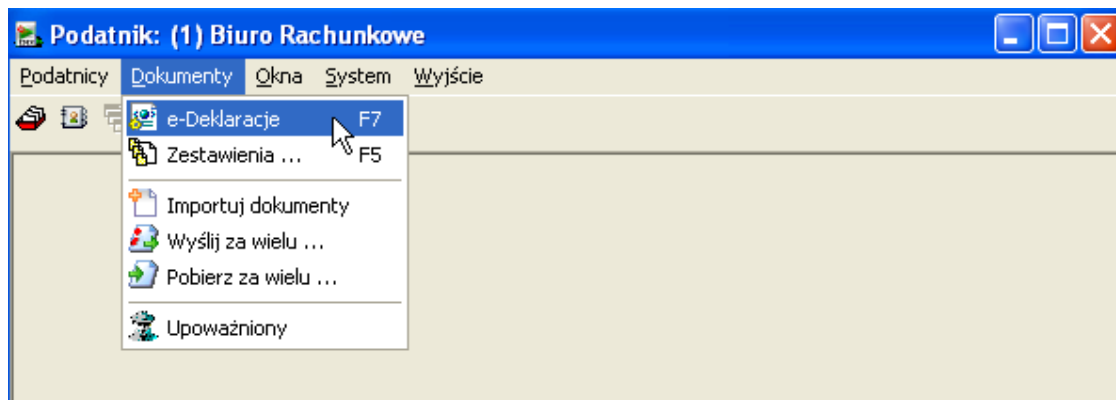 Podatnik: (1) Biuro Rachunkowe
Podatnicy Dokumenty Okna System Wyjście
e-Deklaracje F7
Zestawienia ... F5
Importuj dokumenty
Wyślij za wielu ...
Pobierz za wielu ...
Upoważniony